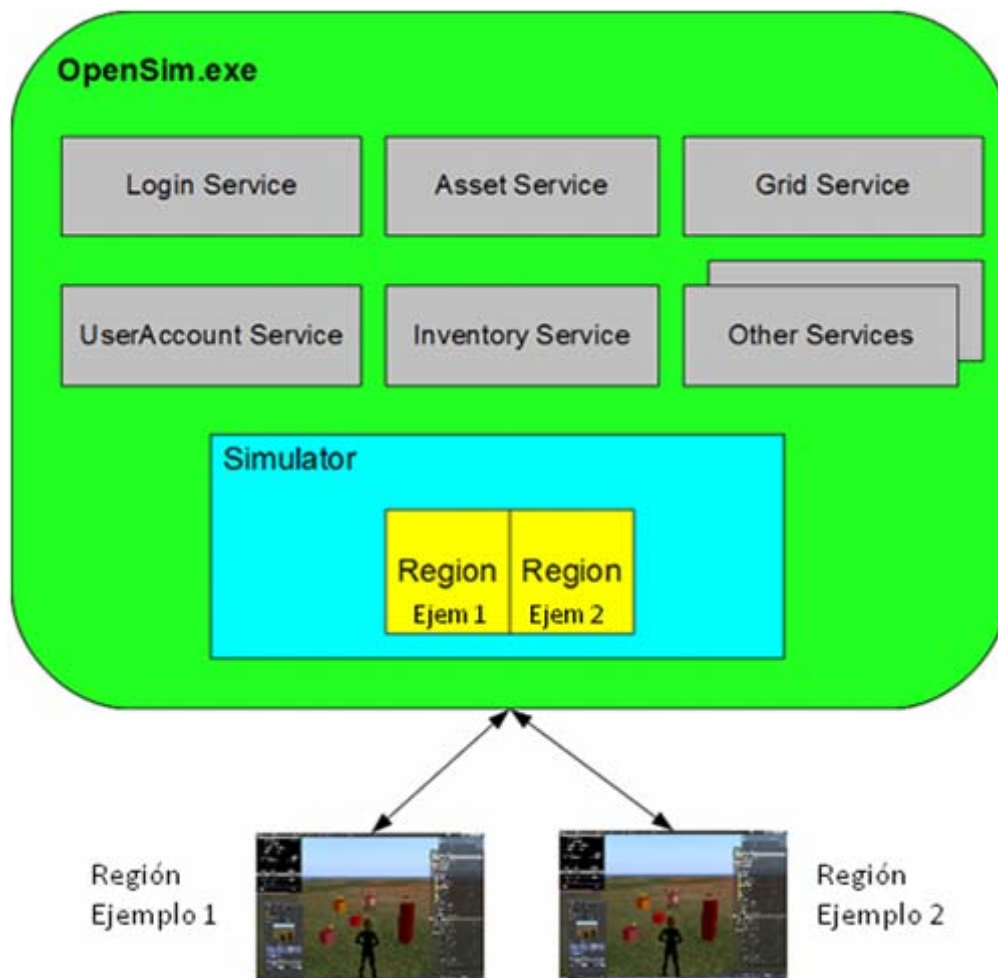 OpenSim.exe
Login Service
Asset Service
Grid Service
UserAccount Service
Inventory Service
Other Services
Simulator
Region
Ejem 1
Region
Ejem 2
Región
Ejemplo 1
Región
Ejemplo 2